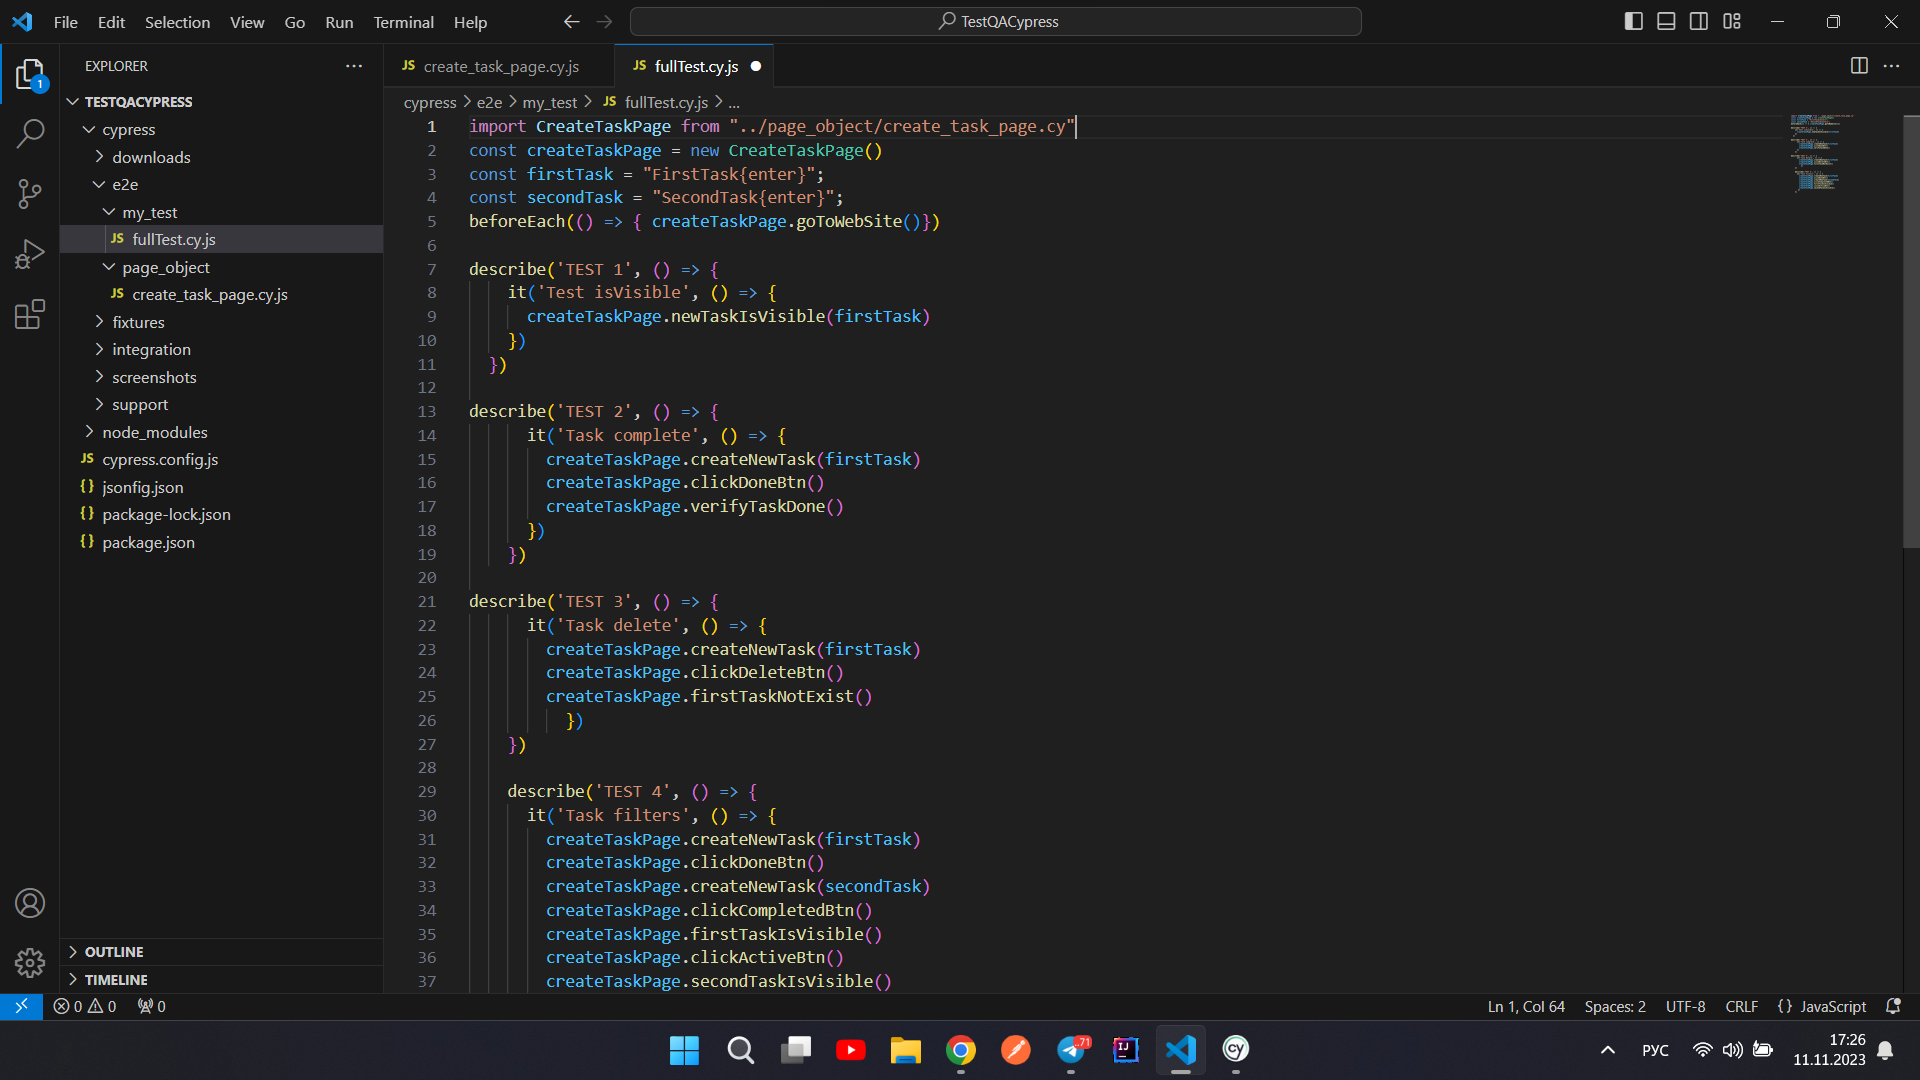 File Edit Selection View Go Run Terminal Help
TestQACypress
EXPLORER
TESTQACYPRESS
cypress
downloads
e2e
my_test
JS fullTest.cy.js
page_object
JS create_task_page.cy.js
fixtures
integration
screenshots
support
node_modules
JS cypress.config.js
{} jsonfig.json
{} package-lock.json
{} package.json
OUTLINE
TIMELINE
JS create_task_page.cy.js
JS fullTest.cy.js
cypress > e2e > my_test > JS fullTest.cy.js > ...
1 import CreateTaskPage from "../page_object/create_task_page.cy"
2 const createTaskPage = new CreateTaskPage()
3 const firstTask = "FirstTask{enter}";
4 const secondTask = "SecondTask{enter}";
5 beforeEach(() => { createTaskPage.goToWebSite()})
6
7 describe('TEST 1', () => {
8 it('Test isVisible', () => {
9 createTaskPage.newTaskIsVisible(firstTask)
10 })
11 })
12
13 describe('TEST 2', () => {
14 it('Task complete', () => {
15 createTaskPage.createNewTask(firstTask)
16 createTaskPage.clickDoneBtn()
17 createTaskPage.verifyTaskDone()
18 })
19 })
20
21 describe('TEST 3', () => {
22 it('Task delete', () => {
23 createTaskPage.createNewTask(firstTask)
24 createTaskPage.clickDeleteBtn()
25 createTaskPage.firstTaskNotExist()
26 })
27 })
28
29 describe('TEST 4', () => {
30 it('Task filters', () => {
31 createTaskPage.createNewTask(firstTask)
32 createTaskPage.clickDoneBtn()
33 createTaskPage.createNewTask(secondTask)
34 createTaskPage.clickCompletedBtn()
35 createTaskPage.firstTaskIsVisible()
36 createTaskPage.clickActiveBtn()
37 createTaskPage.secondTaskIsVisible()
1
0 0 0
Ln 1, Col 64 Spaces: 2 UTF-8 CRLF {} JavaScript
71
IJ
cy
РУС
17:26
11.11.2023